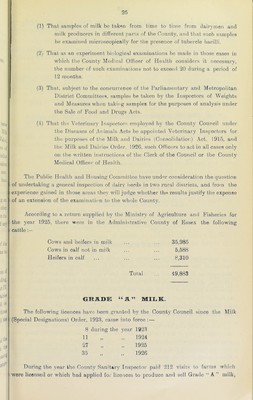 35
(1) That samples of milk be taken from time to time from dairymen and
milk producers in different parts of the County, and that such samples
be examined microscopically for the presence of tubercle bacilli.
(2) That as an experiment biological examinations be made in those cases in
which the County Medical Officer of Health considers it necessary,
the number of such examinations not to exceed 20 during a period of
12 months.
(3) That, subject to the concurrence of the Parliamentary and Metropolitan
District Committees, samples be taken by the Inspectors of Weights
and Measures when taking samples for the purposes of analysis under
the Sale of Food and Drugs Acts.
(4) That the Veterinary Inspectors employed by the County Council under
the Diseases of Animals Acts be appointed Veterinary Inspectors for
the purposes of the Milk and Dairies (Consolidation) Act, 1915, and
the Milk and Dairies Order, 1926, such Officers to act in all cases only
on the written instructions of the Clerk of the Council or the County
Medical Officer of Health.
The Public Health and Housing Committee have under consideration the question
of undertaking a general inspection of dairy herds in two rural districts, and from the
experience gained in those areas they will judge whether the results justify the expense
of an extension of the examination to the whole County.
According to a return supplied by the Ministry of Agriculture and Fisheries for
the year 1925, there were in the Administrative County of Essex the following
cattle:—
Cows and heifers in milk ... ... 35,985
Cows in calf not in milk ... ... 5,588
Heifers in calf ... ... ... 8,310
Total 49,883
GRADE “A” MILK.
The following licences have been granted by the County Council since the Milk
(Special Designations) Order, 1923, came into force:—
8 during the year 1923
11 „ „ 1924
17 „ „ 1925
35 „ „ 1926
During the year the County Sanitary Inspector paid 212 visits to farms which
were licensed or which had applied for licences to produce and sell Grade “A” milk,